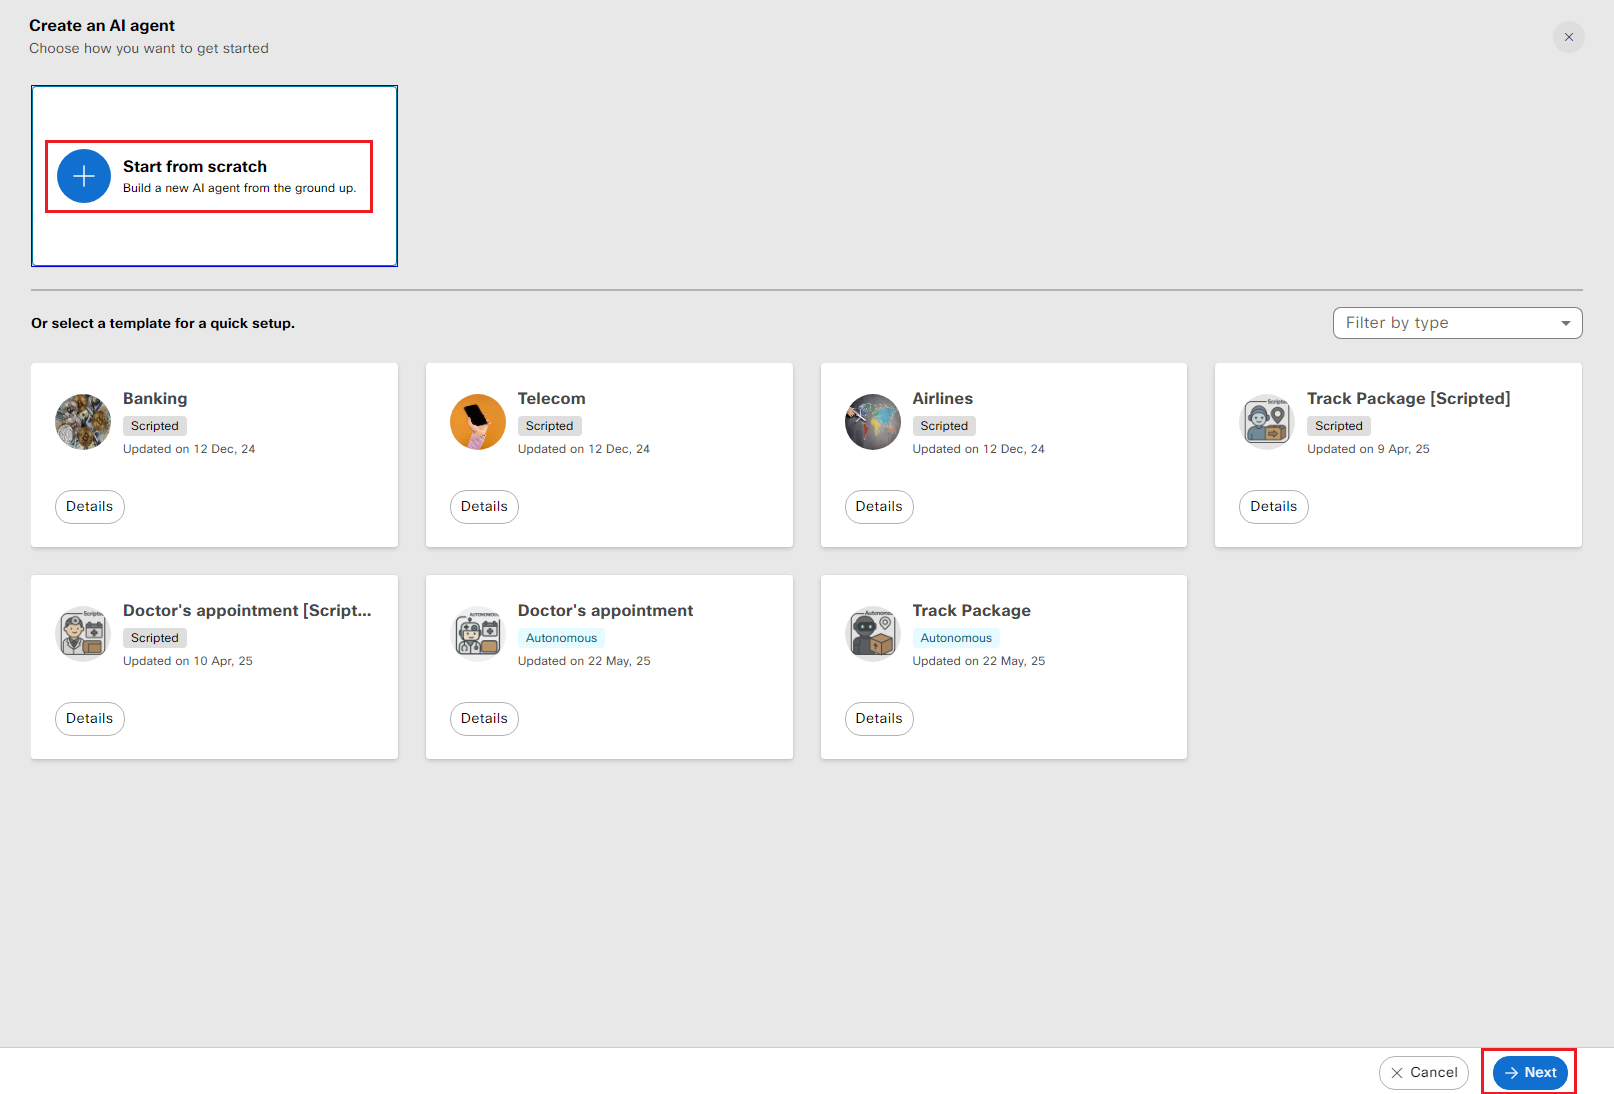 Create an AI agent
Choose how you want to get started
Start from scratch
Build a new AI agent from the ground up.
Or select a template for a quick setup.
Filter by type
Banking
Scripted
Updated on 12 Dec, 24
Details
Telecom
Scripted
Updated on 12 Dec, 24
Details
Airlines
Scripted
Updated on 12 Dec, 24
Details
Scripted
Track Package [Scripted]
Scripted
Updated on 9 Apr, 25
Details
Scripted
Doctor's appointment [Script...
Scripted
Updated on 10 Apr, 25
Details
AUTONOMOUS
Doctor's appointment
Autonomous
Updated on 22 May, 25
Details
Track Package
Autonomous
Updated on 22 May, 25
Details
Cancel
Next